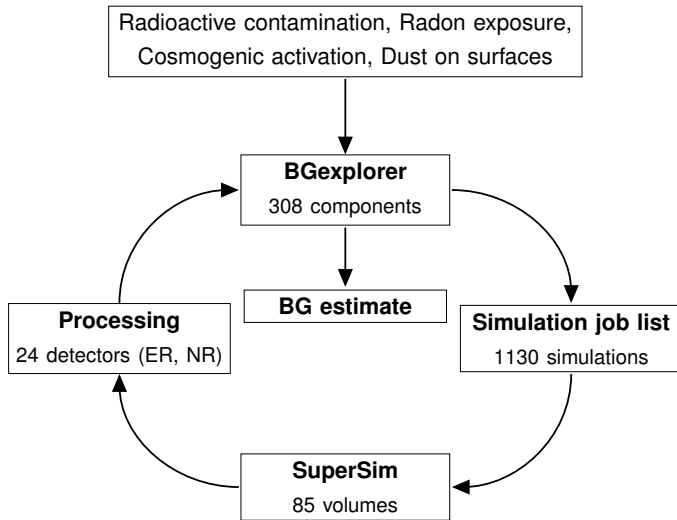 Radioactive contamination, Radon exposure,
Cosmogenic activation, Dust on surfaces
BGexplorer
308 components
BG estimate
Processing
24 detectors (ER, NR)
Simulation job list
1130 simulations
SuperSim
85 volumes